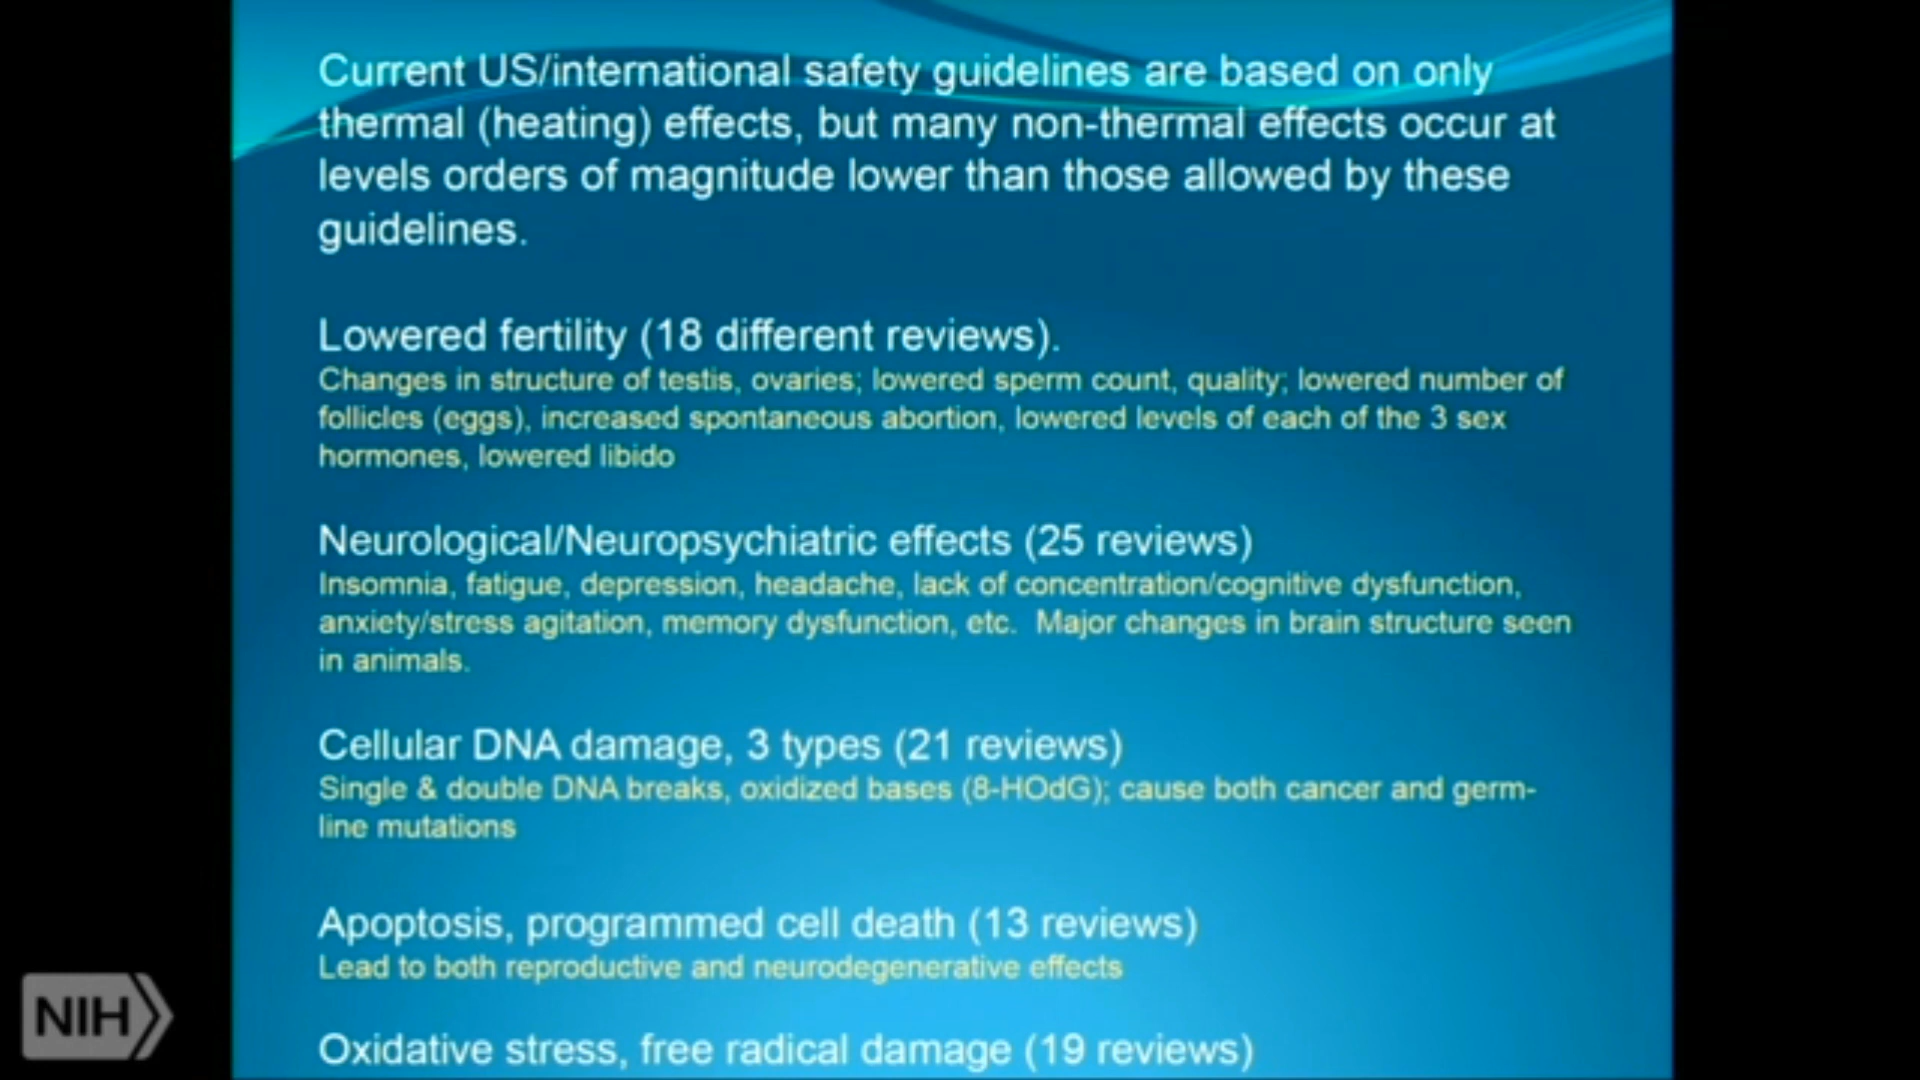 Current US/international safety guidelines are based on only
thermal (heating) effects, but many non-thermal effects occur at
levels orders of magnitude lower than those allowed by these
guidelines.
Lowered fertility (18 different reviews).
Changes in structure of testis, ovaries; lowered sperm count, quality; lowered number of
follicles (eggs), increased spontaneous abortion, lowered levels of each of the 3 sex
hormones, lowered libido
Neurological/Neuropsychiatric effects (25 reviews)
Insomnia, fatigue, depression, headache, lack of concentration/cognitive dysfunction,
anxiety/stress agitation, memory dysfunction, etc.  Major changes in brain structure seen
in animals.
Cellular DNA damage, 3 types (21 reviews)
Single & double DNA breaks, oxidized bases (8-HOdG); cause both cancer and germ-
line mutations
Apoptosis, programmed cell death (13 reviews)
Lead to both reproductive and neurodegenerative effects
Oxidative stress, free radical damage (19 reviews)
NIH